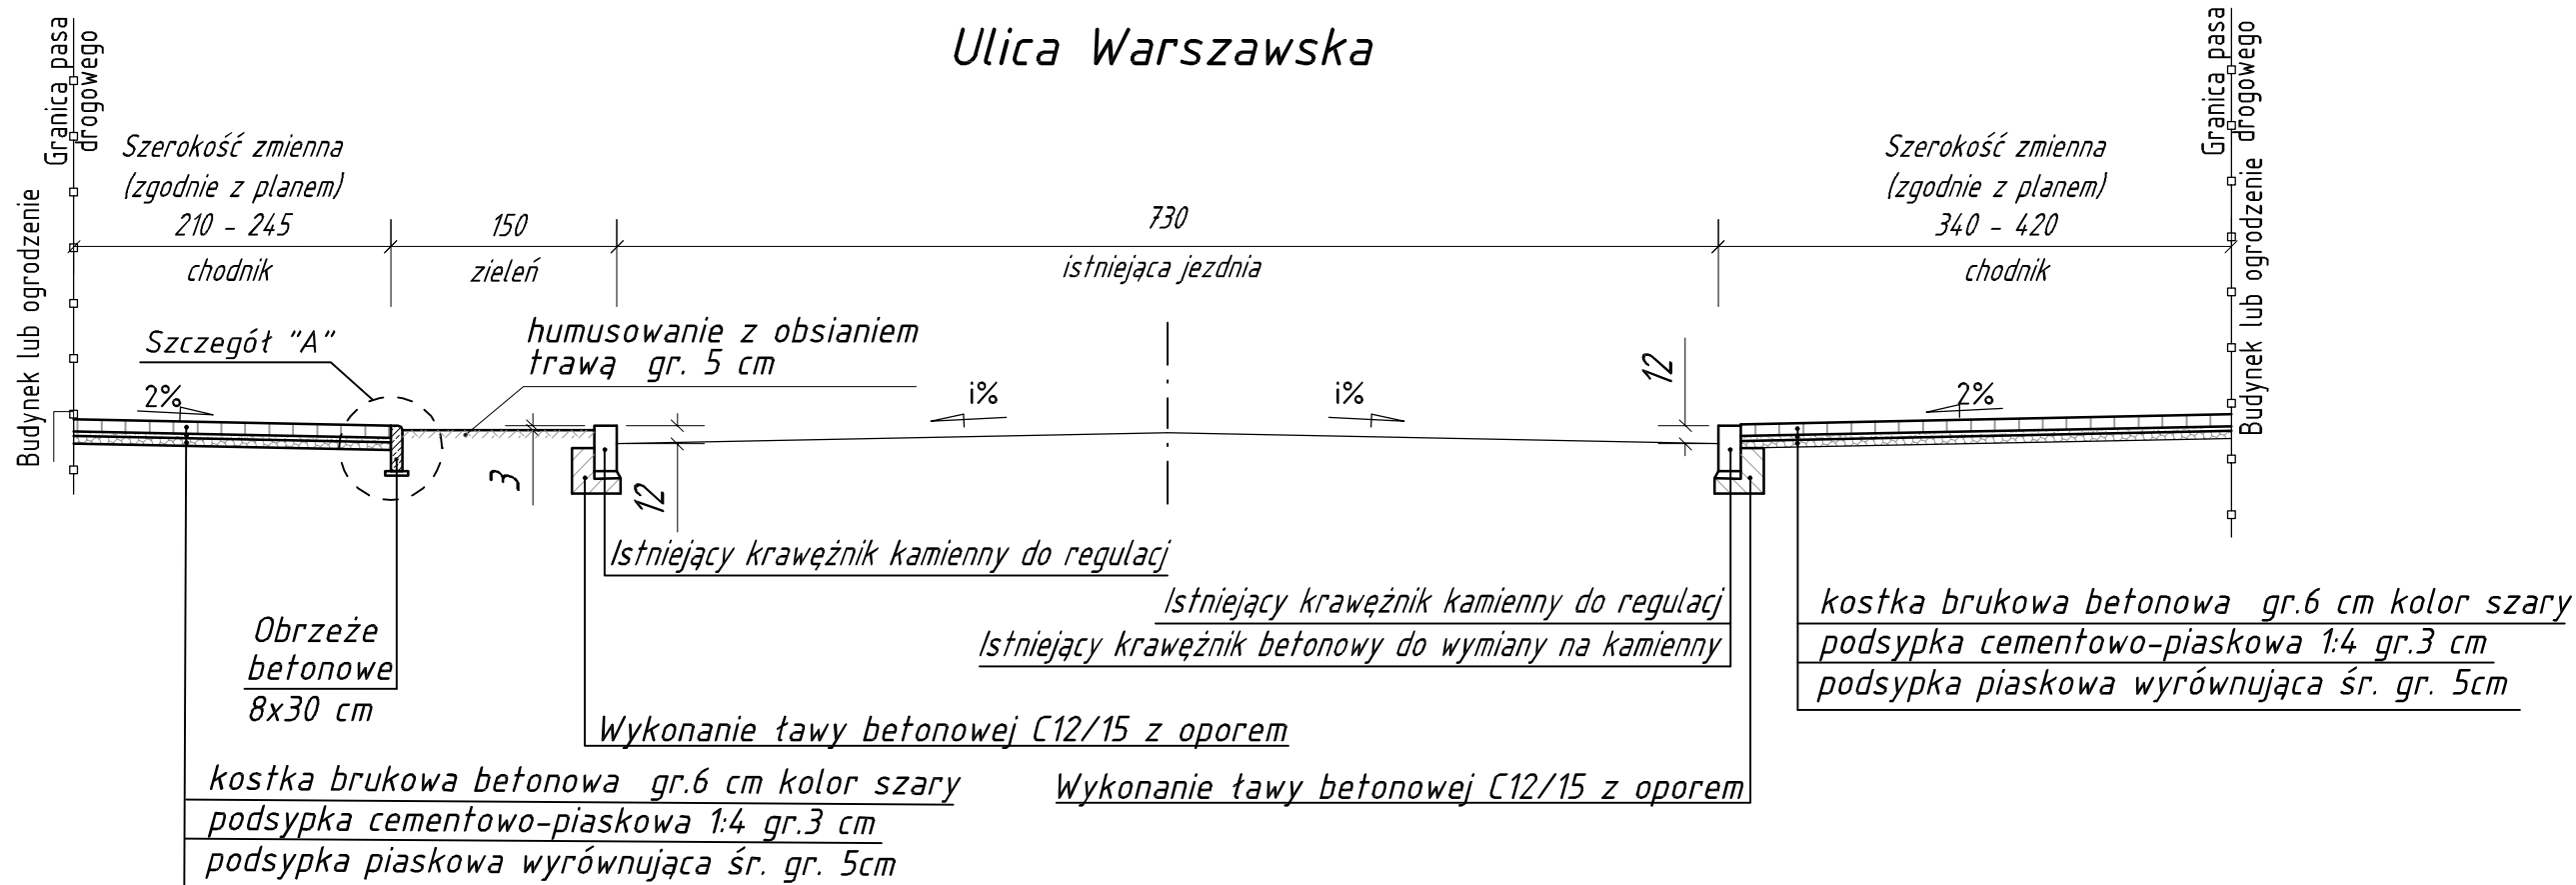 Ulica Warszawska
Granica pasa
drogowego
Budynek lub ogrodzenie
Szerokość zmienna
(zgodnie z planem)
210 - 245
chodnik
150
zieleń
730
istniejąca jezdnia
Szerokość zmienna
(zgodnie z planem)
340 - 420
chodnik
Granica pasa
drogowego
Budynek lub ogrodzenie
Szczegół "A"
humusowanie z obsianiem
trawą gr. 5 cm
2%
i%
i%
12
2%
3
12
Istniejący krawężnik kamienny do regulacj
Istniejący krawężnik kamienny do regulacj
Istniejący krawężnik betonowy do wymiany na kamienny
kostka brukowa betonowa gr.6 cm kolor szary
podsypka cementowo-piaskowa 1:4 gr.3 cm
podsypka piaskowa wyrównująca śr. gr. 5cm
Obrzeże
betonowe
8x30 cm
Wykonanie ławy betonowej C12/15 z oporem
Wykonanie ławy betonowej C12/15 z oporem
kostka brukowa betonowa gr.6 cm kolor szary
podsypka cementowo-piaskowa 1:4 gr.3 cm
podsypka piaskowa wyrównująca śr. gr. 5cm